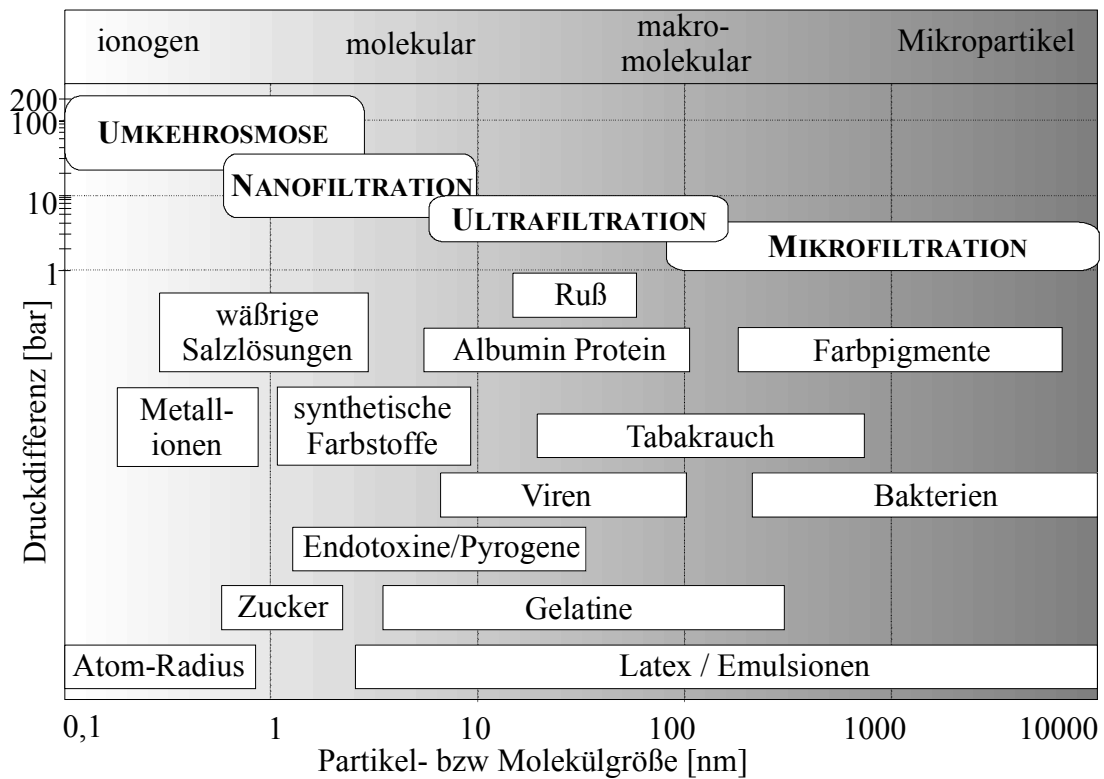 ionogen
molekular
makro-
molekular
Mikropartikel
200
100
10
1
Druckdifferenz [bar]
UMKEHROSMOSE
NANOFILTRATION
ULTRAFILTRATION
MIKROFILTRATION
Ruß
wäßrige
Salzlösungen
Albumin Protein
Farbpigmente
Metall-
ionen
synthetische
Farbstoffe
Tabakrauch
Viren
Bakterien
Endotoxine/Pyrogene
Zucker
Gelatine
Atom-Radius
Latex / Emulsionen
0,1
1
10
100
1000
10000
Partikel- bzw Molekülgröße [nm]